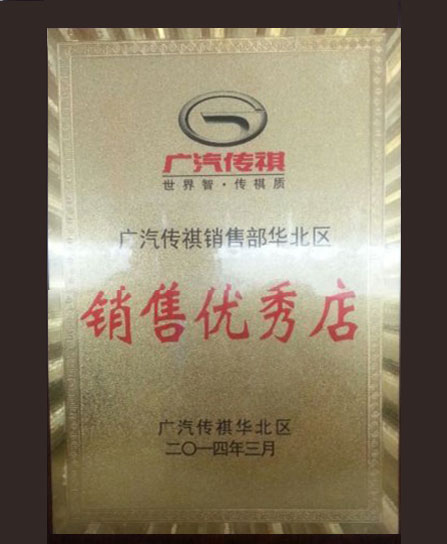 广汽传祺
世界智·传祺质
广汽传祺销售部华北区
销售优秀店
广汽传祺华北区
二〇一四年三月